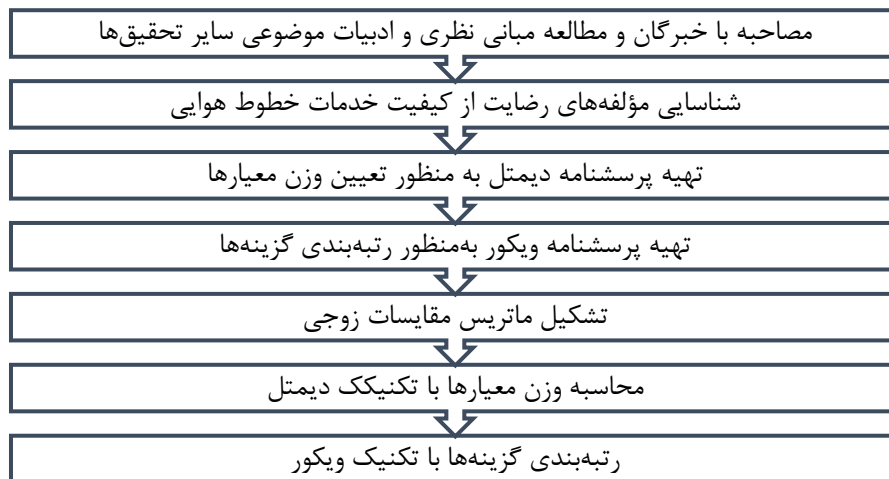 مصاحبه با خبرگان و مطالعه مبانی نظری و ادبیات موضوعی سایر تحقیق‌ها
شناسایی مؤلفه‌های رضایت از کیفیت خدمات خطوط هوایی
تهیه پرسشنامه دیمتل به منظور تعیین وزن معیارها
تهیه پرسشنامه ویکور به‌منظور رتبه‌بندی گزینه‌ها
تشکیل ماتریس مقایسات زوجی
محاسبه وزن معیارها با تکنیکک دیمتل
رتبه‌بندی گزینه‌ها با تکنیک ویکور